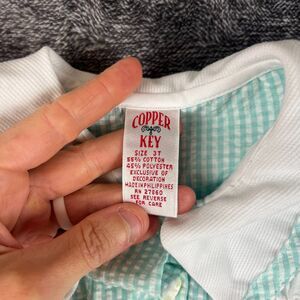 COPPER
KEY
SIZE 3T
55% COTTON
45% POLYESTER
EXCLUSIVE OF
DECORATION
MADE IN PHILIPPINES
RN 27860
SEE REVERSE
FOR CARE